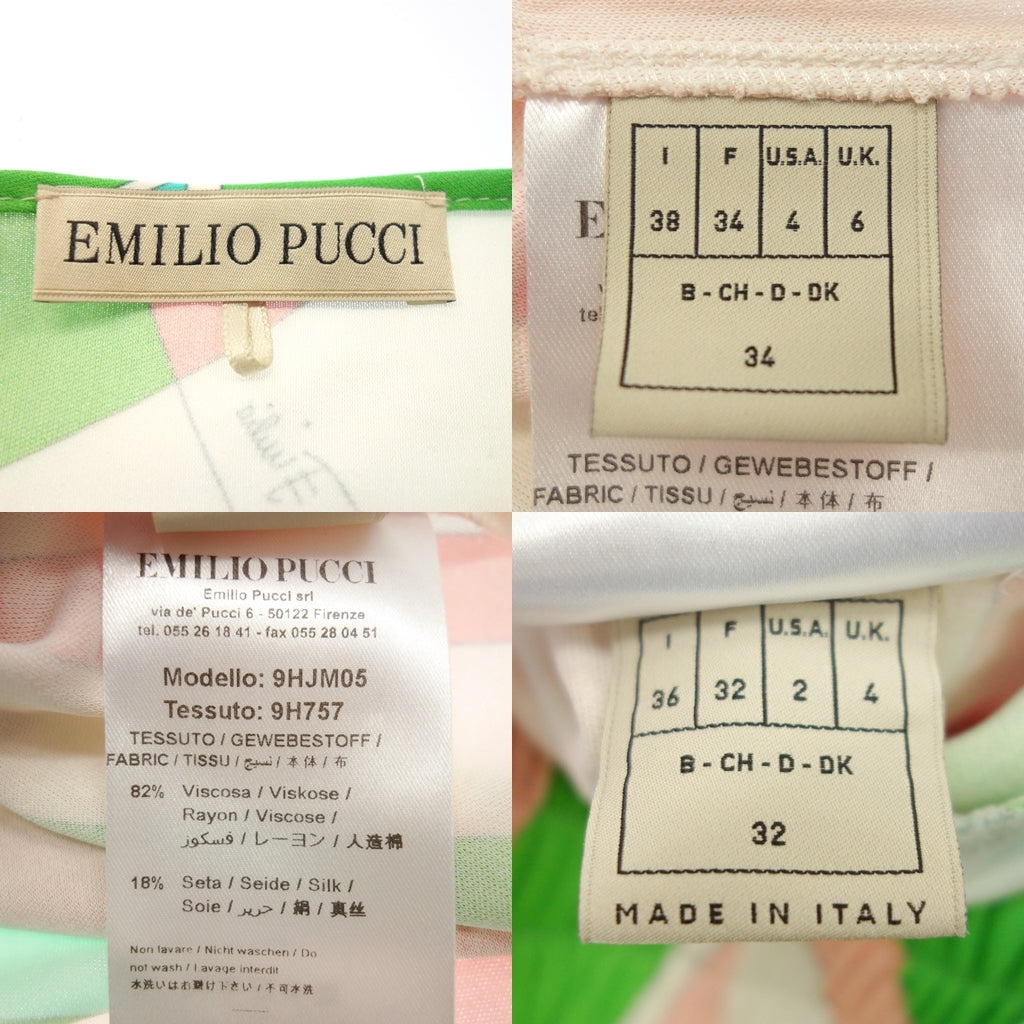 EMILIO PUCCI
I F U.S.A. U.K.
38 34 4 6
B - CH - D - DK
34
TESSUTO / GEWEBESTOFF /
FABRIC / TISSU / نسيج / 本体 / 布
EMILIO PUCCI
Emilio Pucci srl
via de' Pucci 6 - 50122 Firenze
tel. 055 26 18 41 - fax 055 28 04 51
Modello: 9HJM05
Tessuto: 9H757
TESSUTO / GEWEBESTOFF /
FABRIC / TISSU / نسيج / 本体 / 布
82% Viscosa / Viskose /
Rayon / Viscose /
فسكوز / レーヨン / 人造棉
18% Seta / Seide / Silk /
Soie / حرير / 絹 / 真丝
Non lavare / Nicht waschen / Do
not wash / Lavage interdit
水洗いはお避け下さい / 不可水洗
I F U.S.A. U.K.
36 32 2 4
B - CH - D - DK
32
MADE IN ITALY